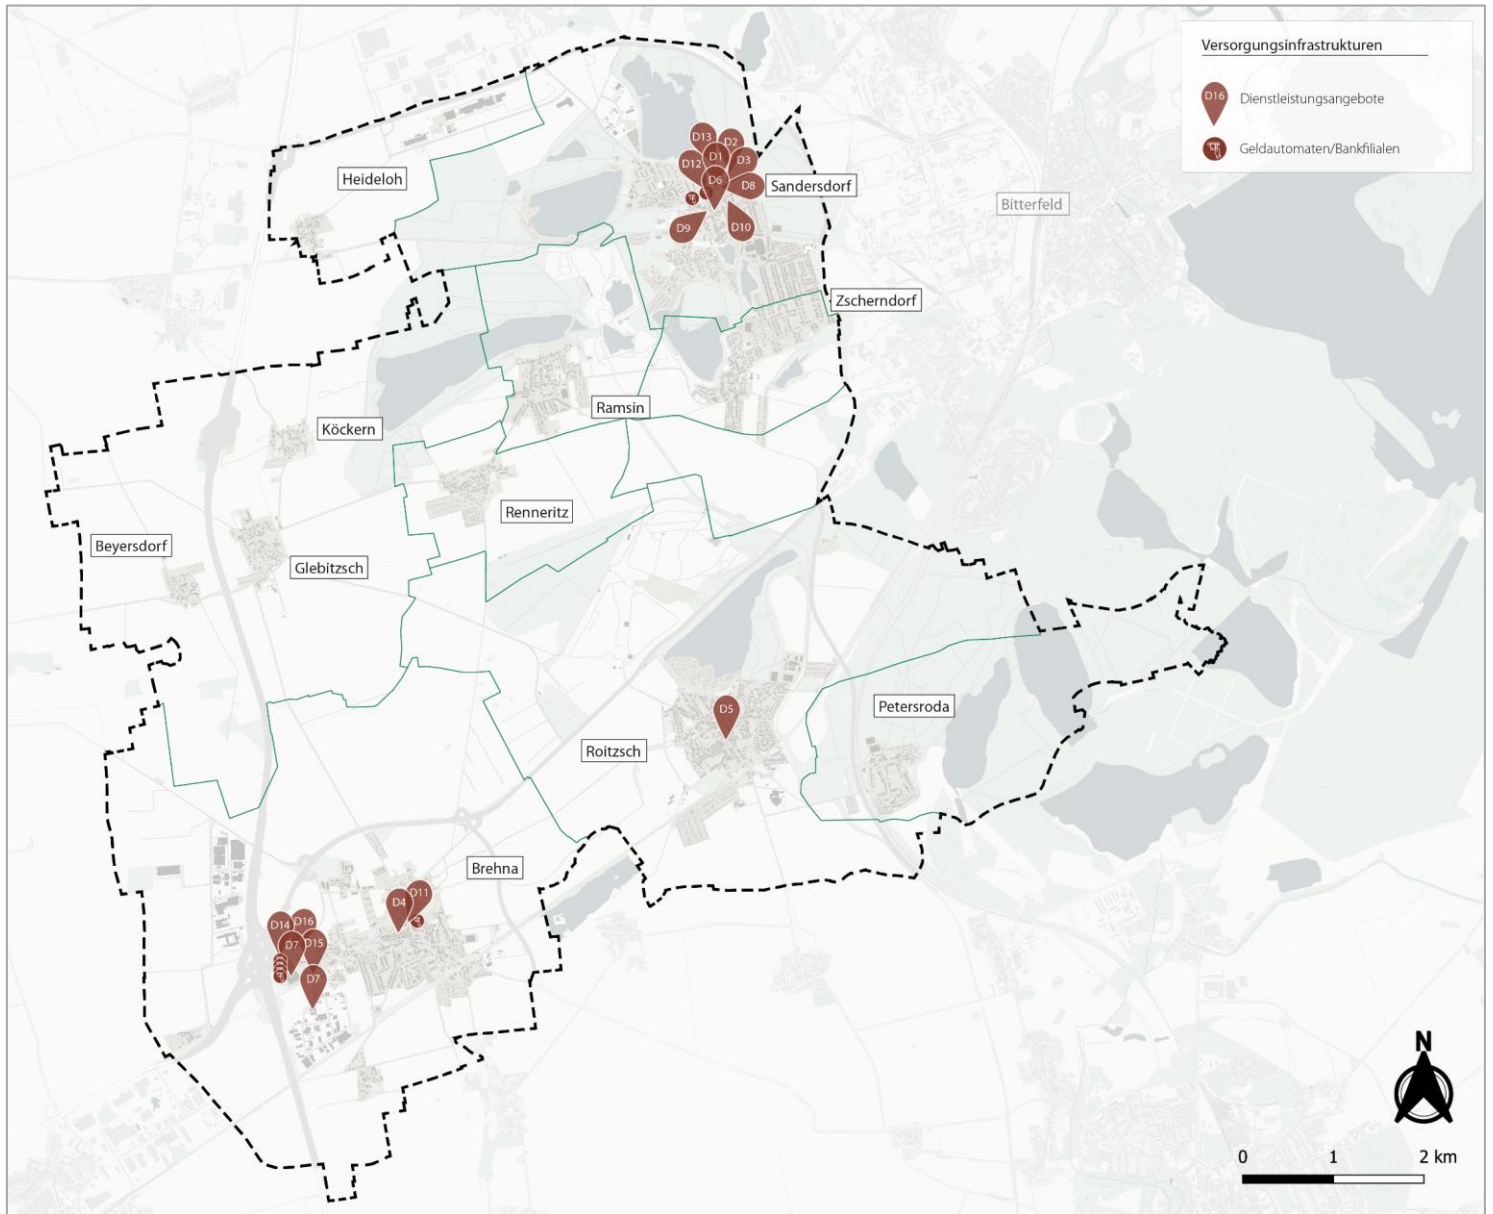 Versorgungsinfrastrukturen
D16
Dienstleistungsangebote
Geldautomaten/Bankfilialen
D13
D2
D1
D12
D3
D6
D8
Sandersdorf
D9
D10
Heideloh
Bitterfeld
Zscherndorf
Ramsin
Köckern
Renneritz
Beyersdorf
Glebitzsch
Petersroda
D5
Roitzsch
Brehna
D11
D4
D14
D16
D7
D15
D7
N
0 1 2 km